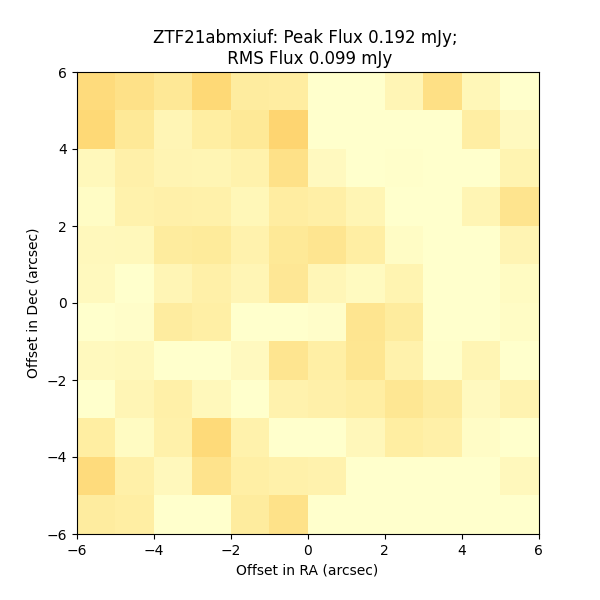 ZTF21abmxiuf: Peak Flux 0.192 mJy;
RMS Flux 0.099 mJy
6
4
2
0
−2
−4
−6
Offset in Dec (arcsec)
−6 −4 −2 0 2 4 6
Offset in RA (arcsec)